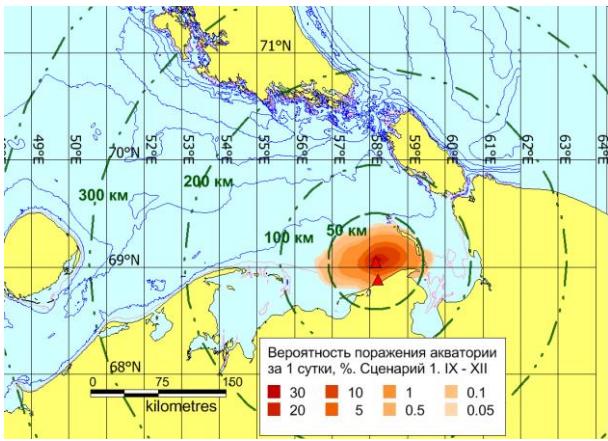 71°N
49°E 50°E 52°E 53°E 54°E 55°E 56°E 57°E 58°E 59°E 60°E 61°E 62°E 63°E 64°E
70°N
200 км
300 км
100 км
50 км
69°N
68°N
0 75 150
kilometres
Вероятность поражения акватории
за 1 сутки, %. Сценарий 1. IX - XII
30 10 1 0.1
20 5 0.5 0.05